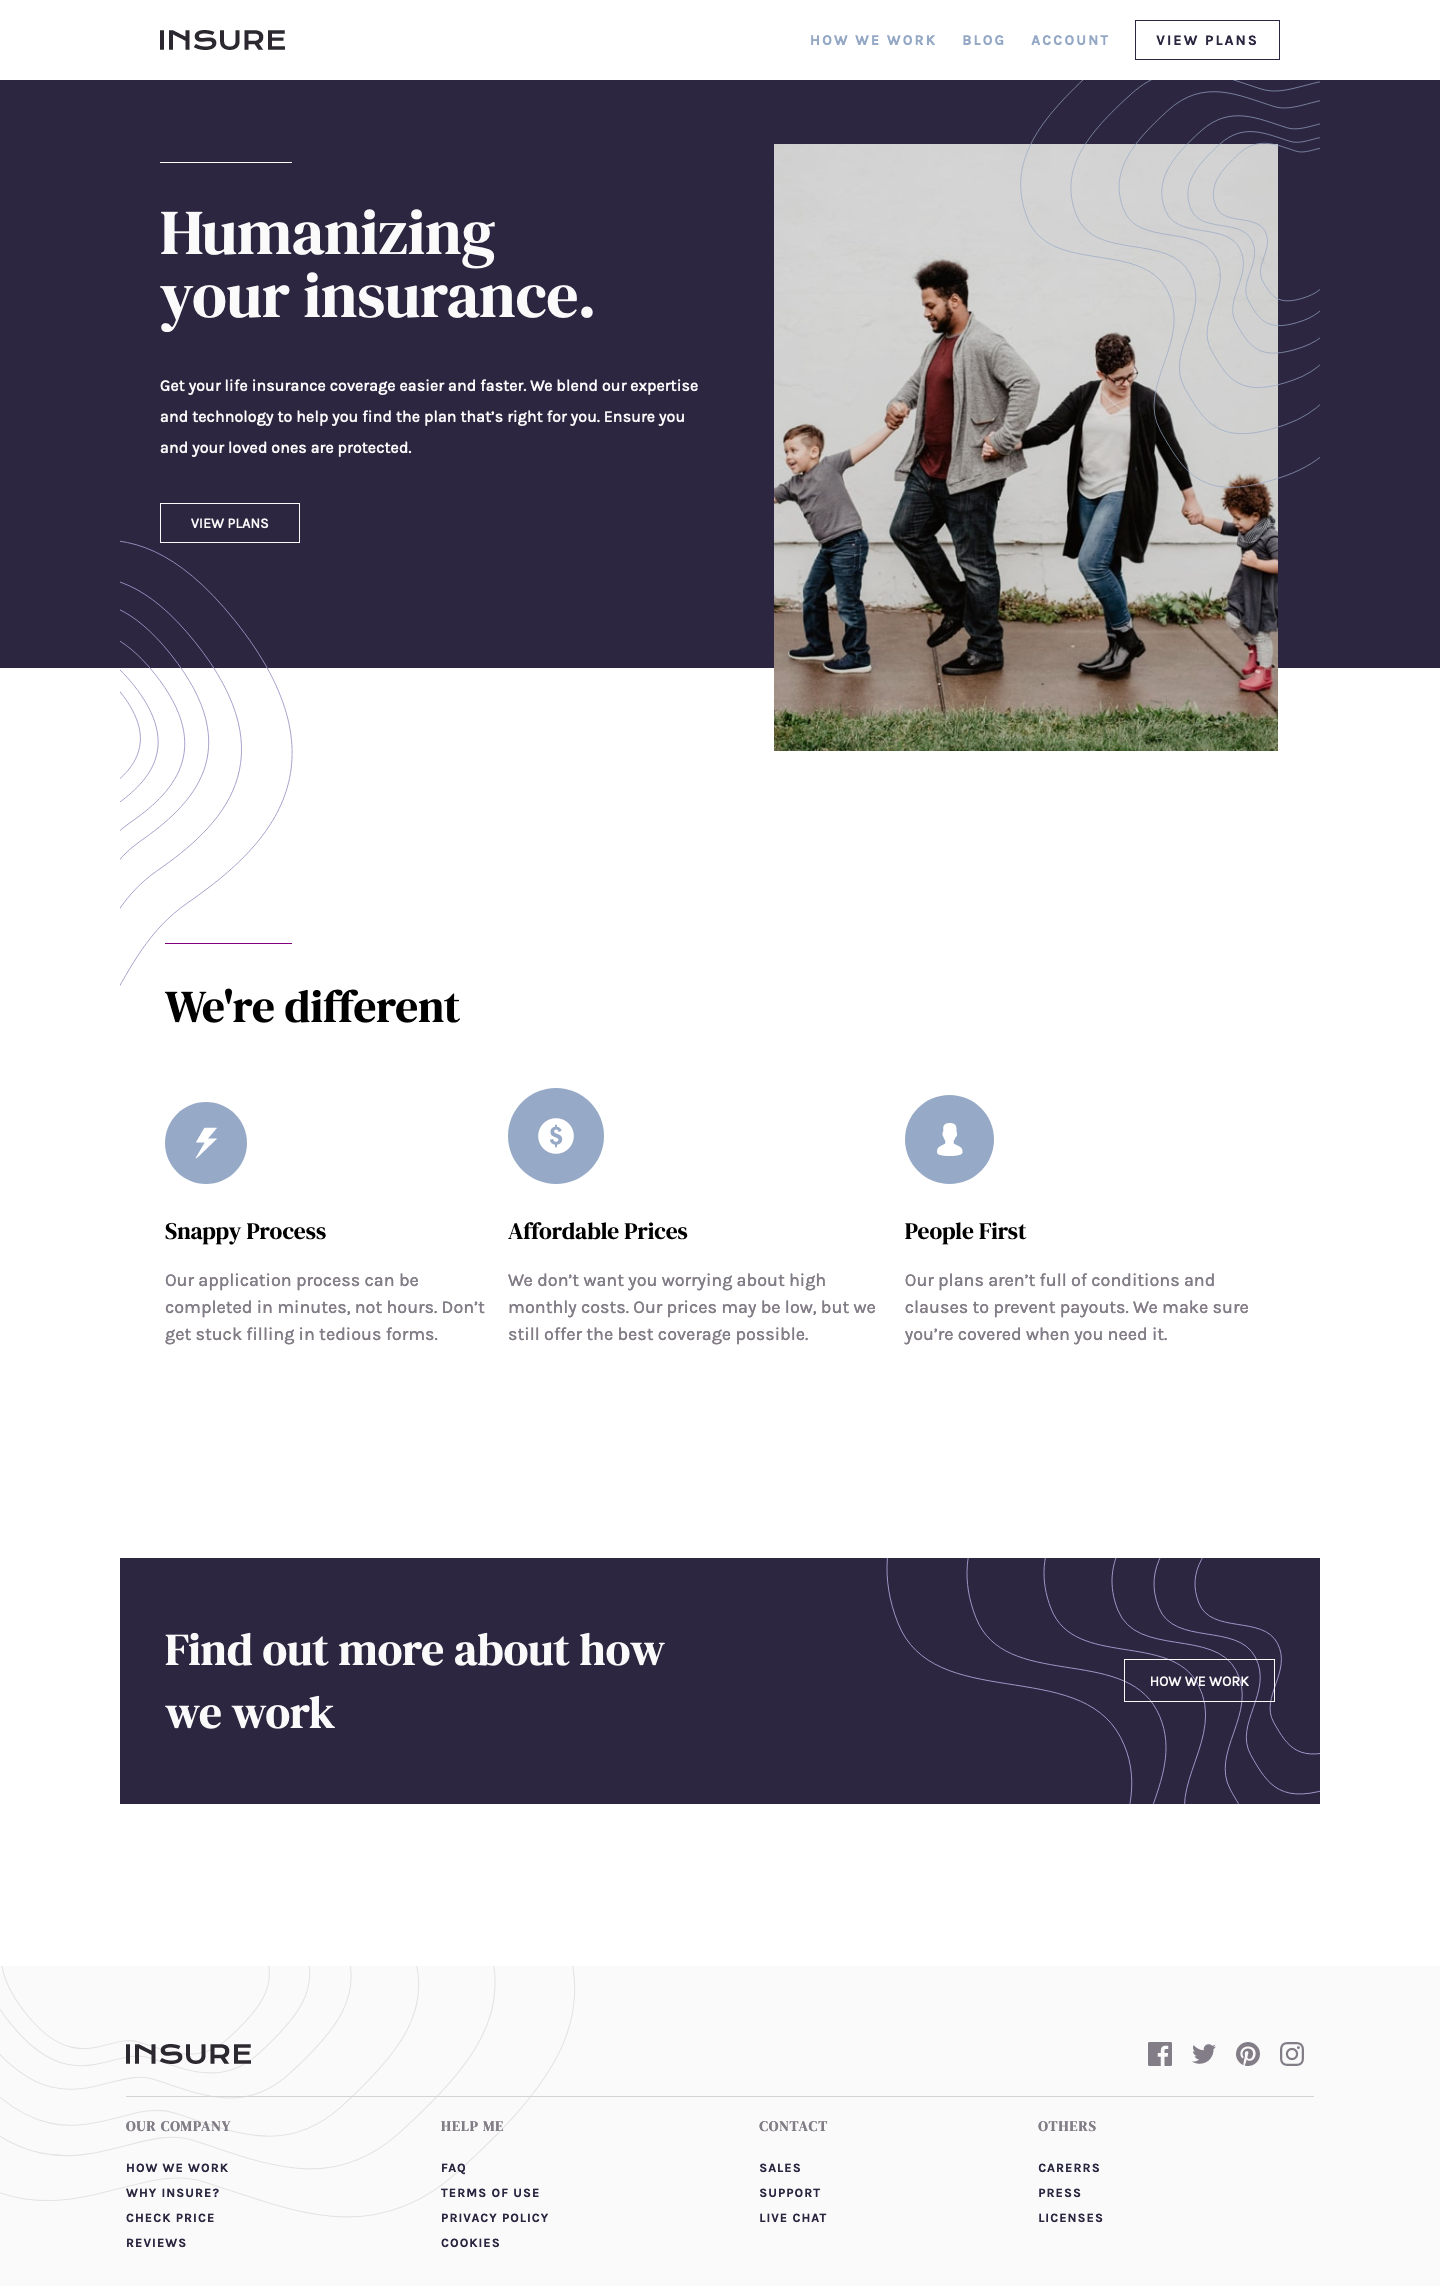 INSURE
HOW WE WORK
BLOG
ACCOUNT
VIEW PLANS
Humanizing
your insurance.
Get your life insurance coverage easier and faster. We blend our expertise
and technology to help you find the plan that’s right for you. Ensure you
and your loved ones are protected.
VIEW PLANS
We're different
Snappy Process
Our application process can be
completed in minutes, not hours. Don’t
get stuck filling in tedious forms.
Affordable Prices
We don’t want you worrying about high
monthly costs. Our prices may be low, but we
still offer the best coverage possible.
People First
Our plans aren’t full of conditions and
clauses to prevent payouts. We make sure
you’re covered when you need it.
Find out more about how
we work
HOW WE WORK
INSURE
OUR COMPANY
HOW WE WORK
WHY INSURE?
CHECK PRICE
REVIEWS
HELP ME
FAQ
TERMS OF USE
PRIVACY POLICY
COOKIES
CONTACT
SALES
SUPPORT
LIVE CHAT
OTHERS
CARERRS
PRESS
LICENSES